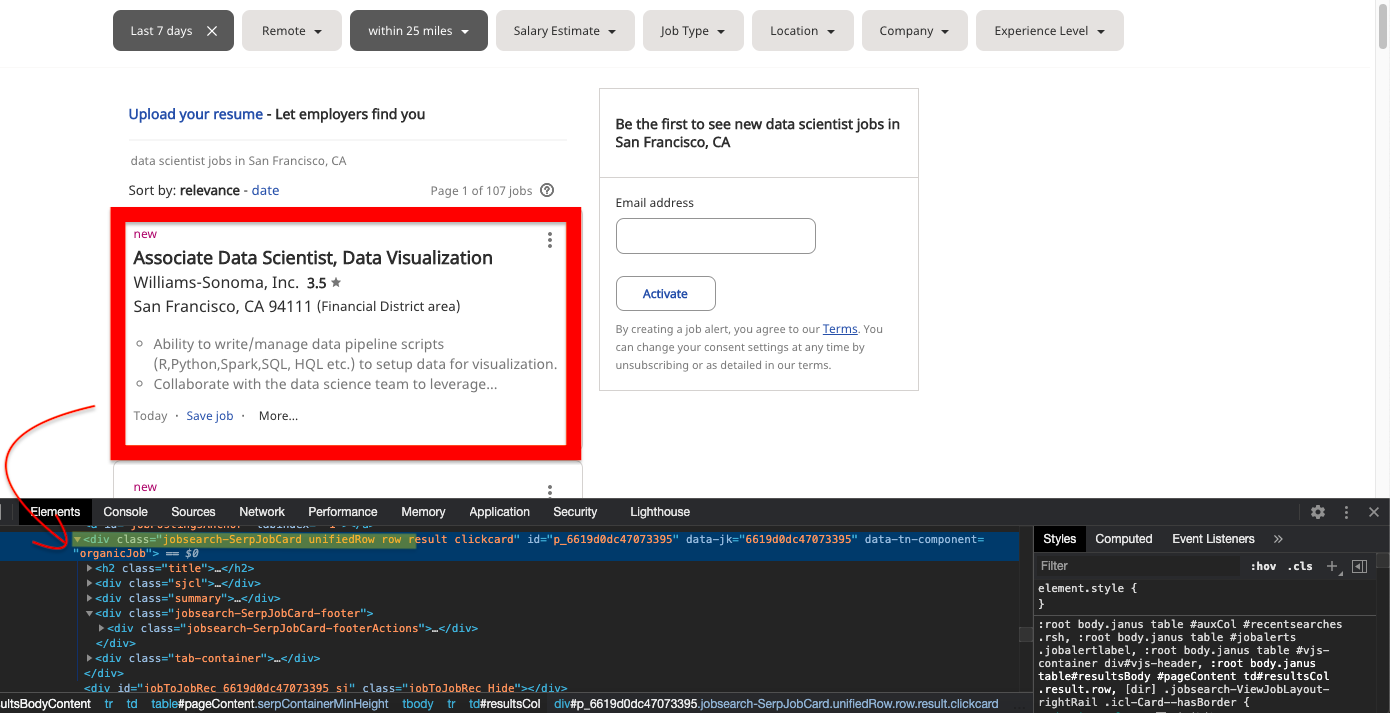 Last 7 days
Remote
within 25 miles
Salary Estimate
Job Type
Location
Company
Experience Level
Upload your resume - Let employers find you
data scientist jobs in San Francisco, CA
Sort by: relevance - date
Page 1 of 107 jobs
new
Associate Data Scientist, Data Visualization
Williams-Sonoma, Inc. 3.5
San Francisco, CA 94111 (Financial District area)
Ability to write/manage data pipeline scripts
(R,Python,Spark,SQL, HQL etc.) to setup data for visualization.
Collaborate with the data science team to leverage...
Today · Save job · More...
new
Be the first to see new data scientist jobs in
San Francisco, CA
Email address
Activate
By creating a job alert, you agree to our Terms. You
can change your consent settings at any time by
unsubscribing or as detailed in our terms.
Elements Console Sources Network Performance Memory Application Security Lighthouse
<div class="jobsearch-SerpJobCard unifiedRow row result clickcard" id="p_6619d0dc47073395" data-jk="6619d0dc47073395" data-tn-component=
"organicJob"> == $0
<h2 class="title">…</h2>
<div class="sjcl">…</div>
<div class="summary">…</div>
<div class="jobsearch-SerpJobCard-footer">
<div class="jobsearch-SerpJobCard-footerActions">…</div>
</div>
<div class="tab-container">…</div>
</div>
<div id="jobToJobRec_6619d0dc47073395_sj" class="jobToJobRec_Hide"></div>
ultsBodyContent tr td table#pageContent.serpContainerMinHeight tbody tr td#resultsCol div#p_6619d0dc47073395.jobsearch-SerpJobCard.unifiedRow.row.result.clickcard
Styles Computed Event Listeners »
Filter :hov .cls +
element.style {
}
:root body.janus table #auxCol #recentsearches
.rsh, :root body.janus table #jobalerts
.jobalertlabel, :root body.janus table #vjs-
container div#vjs-header, :root body.janus
table#resultsBody #pageContent td#resultsCol
.result.row, [dir] .jobsearch-ViewJobLayout-
rightRail .icl-Card--hasBorder {